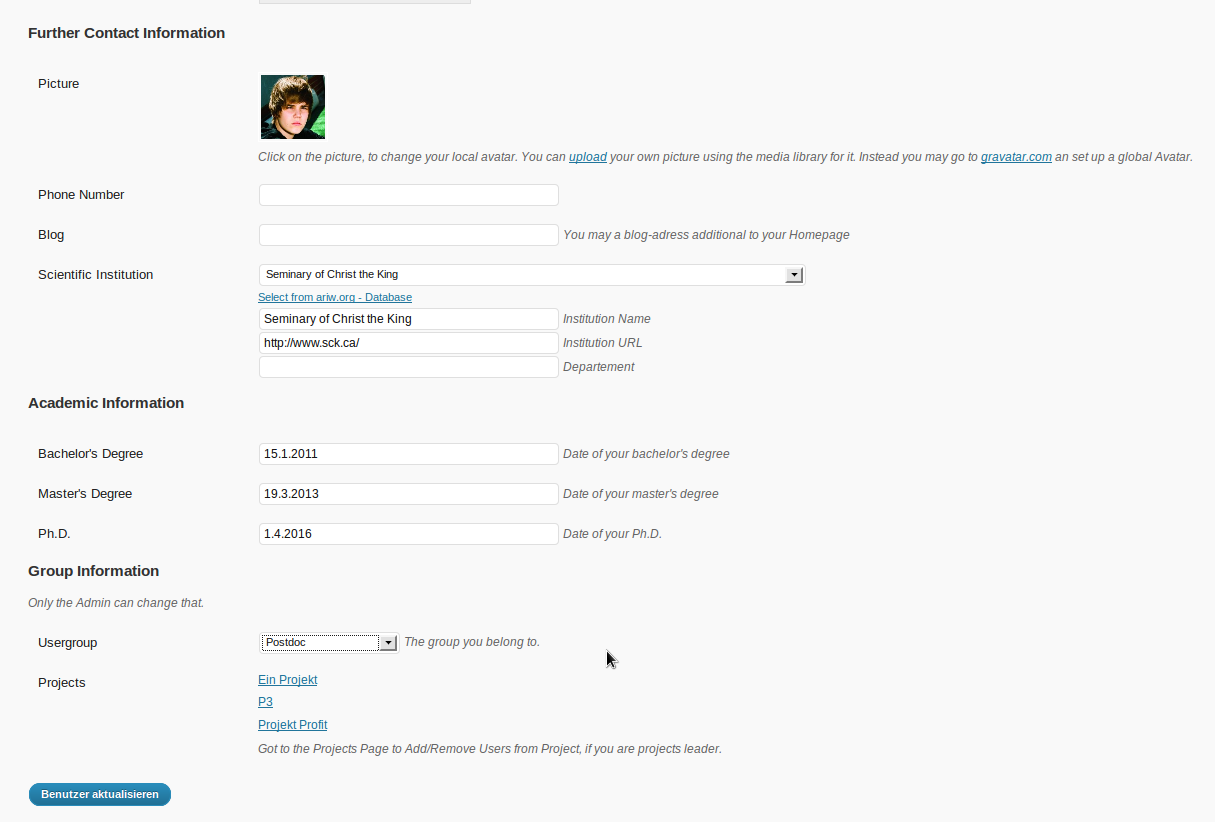 Further Contact Information
Picture
Click on the picture, to change your local avatar. You can upload your own picture using the media library for it. Instead you may go to gravatar.com an set up a global Avatar.
Phone Number
Blog You may a blog-adress additional to your Homepage
Scientific Institution Seminary of Christ the King
Select from ariw.org - Database
Seminary of Christ the King Institution Name
http://www.sck.ca/ Institution URL
Departement
Academic Information
Bachelor's Degree 15.1.2011 Date of your bachelor's degree
Master's Degree 19.3.2013 Date of your master's degree
Ph.D. 1.4.2016 Date of your Ph.D.
Group Information
Only the Admin can change that.
Usergroup Postdoc The group you belong to.
Projects Ein Projekt
P3
Projekt Profit
Got to the Projects Page to Add/Remove Users from Project, if you are projects leader.
Benutzer aktualisieren